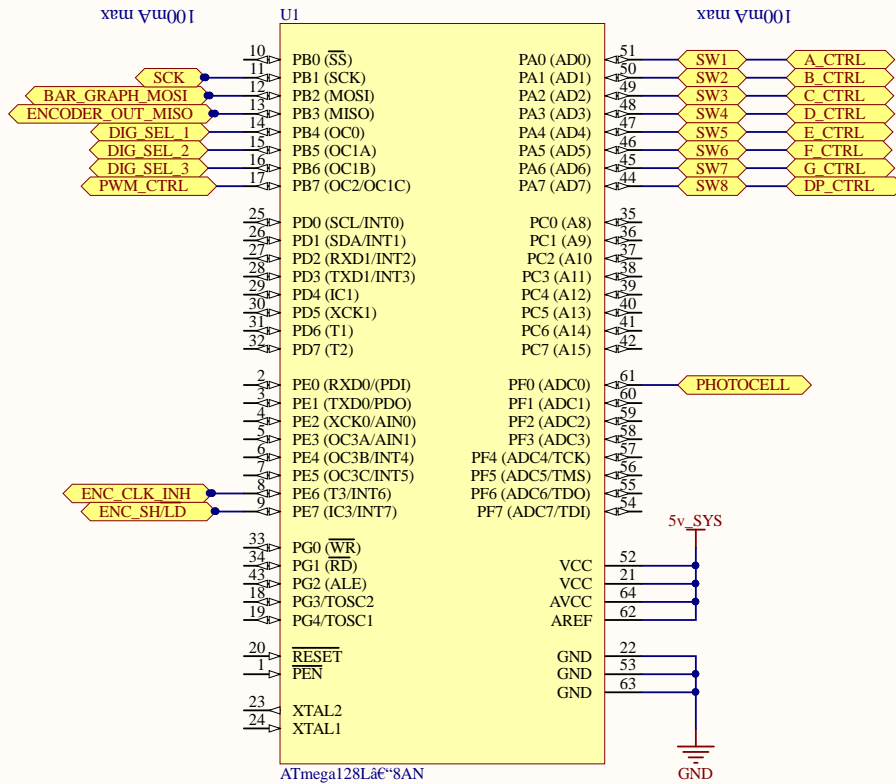 100mA max 100mA max
U1
10 PB0 (SS) PA0 (AD0) 51 SW1 A_CTRL
SCK 11 PB1 (SCK) PA1 (AD1) 50 SW2 B_CTRL
BAR_GRAPH_MOSI 12 PB2 (MOSI) PA2 (AD2) 49 SW3 C_CTRL
ENCODER_OUT_MISO 13 PB3 (MISO) PA3 (AD3) 48 SW4 D_CTRL
DIG_SEL_1 14 PB4 (OC0) PA4 (AD4) 47 SW5 E_CTRL
DIG_SEL_2 15 PB5 (OC1A) PA5 (AD5) 46 SW6 F_CTRL
DIG_SEL_3 16 PB6 (OC1B) PA6 (AD6) 45 SW7 G_CTRL
PWM_CTRL 17 PB7 (OC2/OC1C) PA7 (AD7) 44 SW8 DP_CTRL
25 PD0 (SCL/INT0) PC0 (A8) 35
26 PD1 (SDA/INT1) PC1 (A9) 36
27 PD2 (RXD1/INT2) PC2 (A10 37
28 PD3 (TXD1/INT3) PC3 (A11) 38
29 PD4 (IC1) PC4 (A12) 39
30 PD5 (XCK1) PC5 (A13) 40
31 PD6 (T1) PC6 (A14) 41
32 PD7 (T2) PC7 (A15) 42
2 PE0 (RXD0/(PDI) PF0 (ADC0) 61 PHOTOCELL
3 PE1 (TXD0/PDO) PF1 (ADC1) 60
4 PE2 (XCK0/AIN0) PF2 (ADC2) 59
5 PE3 (OC3A/AIN1) PF3 (ADC3) 58
6 PE4 (OC3B/INT4) PF4 (ADC4/TCK) 57
7 PE5 (OC3C/INT5) PF5 (ADC5/TMS) 56
ENC_CLK_INH 8 PE6 (T3/INT6) PF6 (ADC6/TDO) 55
ENC_SH/LD 9 PE7 (IC3/INT7) PF7 (ADC7/TDI) 54
5v_SYS
33 PG0 (WR)
34 PG1 (RD) VCC 52
43 PG2 (ALE) VCC 21
18 PG3/TOSC2 AVCC 64
19 PG4/TOSC1 AREF 62
20 RESET GND 22
1 PEN GND 53
GND 63
23 XTAL2
24 XTAL1
ATmega128Lâ€“8AN GND